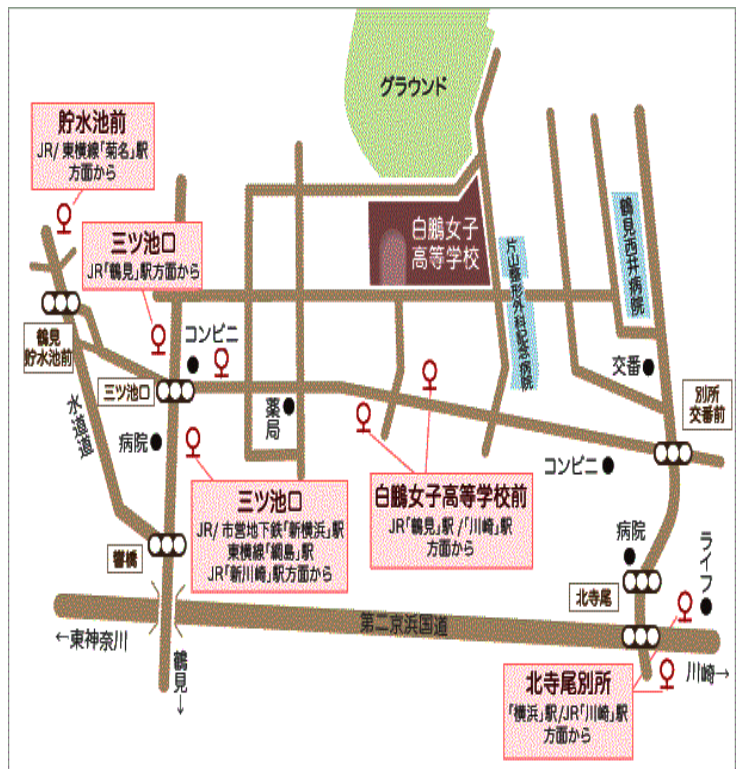 グラウンド
貯水池前
JR/東横線「菊名」駅
方面から
三ツ池口
JR「鶴見」駅方面から
白鵬女子
高等学校
片山整形外科記念病院
鶴見西井病院
鶴見
貯水池前
コンビニ
三ツ池口
水道道
病院
薬局
交番
別所
交番前
コンビニ
三ツ池口
JR/市営地下鉄「新横浜」駅
東横線「綱島」駅
JR「新川崎」駅方面から
白鵬女子高等学校前
JR「鶴見」駅/「川崎」駅
方面から
響橋
病院
ライフ
北寺尾
第二京浜国道
←東神奈川
鶴見→
川崎→
北寺尾別所
「横浜」駅/JR「川崎」駅
方面から